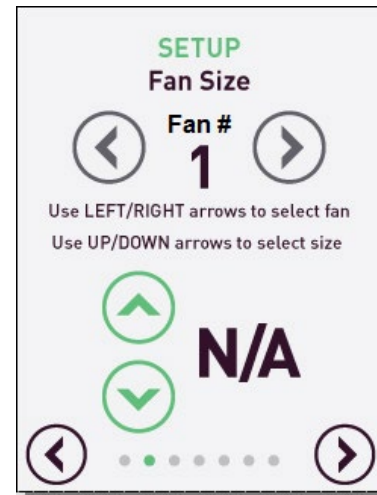 SETUP
Fan Size
Fan #
1
Use LEFT/RIGHT arrows to select fan
Use UP/DOWN arrows to select size
N/A